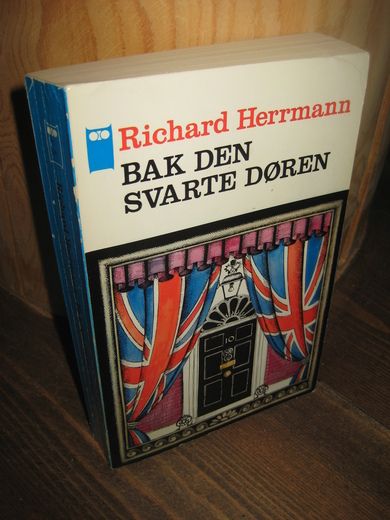 Richard Herrmann
BAK DEN
SVARTE DØREN
10